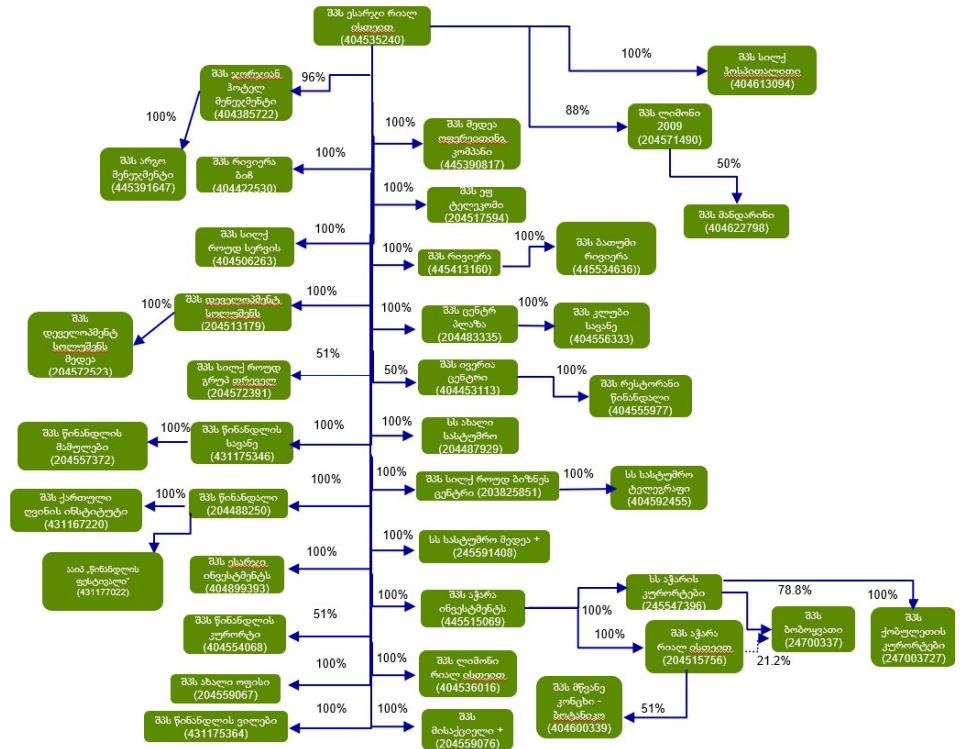 შპს ესარჯი რიალ
ისთეით
(404535240)
100%
შპს სილქ
ჰოსპითალითი
(404613094)
შპს ჯორჯიან
ჰოტელ
მენეჯმენტი
(404385722)
96%
88%
შპს ლიმონი
2009
(204571490)
100%
შპს არგო
მენეჯმენტი
(445391647)
100%
შპს მედეა
ოფერეითინგ
კომპანი
(445390817)
100%
შპს რივიერა
ბიჩ
(404422530)
50%
შპს მანდარინი
(404622798)
100%
შპს ეფ
ტელეკომი
(204517594)
100%
შპს სილქ
როუდ სერვის
(404506263)
100%
შპს რივიერა
(445413160)
100%
შპს ბათუმი
რივიერა
(445534636))
100%
შპს დეველოპმენტ
სოლუშენს
(204513179)
100%
შპს
დეველოპმენტ
სოლუშენს
მედეა
(204572523)
100%
შპს ცენტრ
პლაზა
(204483335)
100%
შპს კლუბი
სავანე
(404556333)
51%
შპს სილქ როუდ
გრუპ თრეველ
(204572391)
50%
შპს ივერია
ცენტრი
(404453113)
100%
შპს რესტორანი
წინანდალი
(404555977)
100%
შპს წინანდლის
სავანე
(431175346)
100%
შპს წინანდლის
მამულები
(204557372)
100%
სს ახალი
სასტუმრო
(204487929)
100%
შპს სილქ როუდ ბიზნეს
ცენტრი (203825851)
100%
სს სასტუმრო
ტელეგრაფი
(404592455)
100%
შპს წინანდალი
(204488250)
100%
შპს ქართული
ღვინის ინსტიტუტი
(431167220)
ააიპ „წინანდლის
ფესტივალი“
(431177022)
100%
სს სასტუმრო მედეა +
(245591408)
100%
შპს ესარჯი
ინვესტმენტს
(404899393)
100%
შპს აჭარა
ინვესტმენტს
(445515069)
100%
სს აჭარის
კურორტები
(245547396)
78.8%
100%
შპს
ბობოყვათი
(24700337)
შპს
ქობულეთის
კურორტები
(247003727)
51%
შპს წინანდლის
კურორტი
(404554068)
100%
შპს აჭარა
რიალ ისთეით
(204515756)
21.2%
100%
შპს ახალი ოფისი
(204559067)
100%
შპს ლიმონი
რიალ ისთეით
(404536016)
შპს მწვანე
კონცხი -
ბოტანიკო
(404600339)
51%
100%
შპს წინანდლის ვილები
(431175364)
100%
შპს
მისაქციელი +
(204559076)